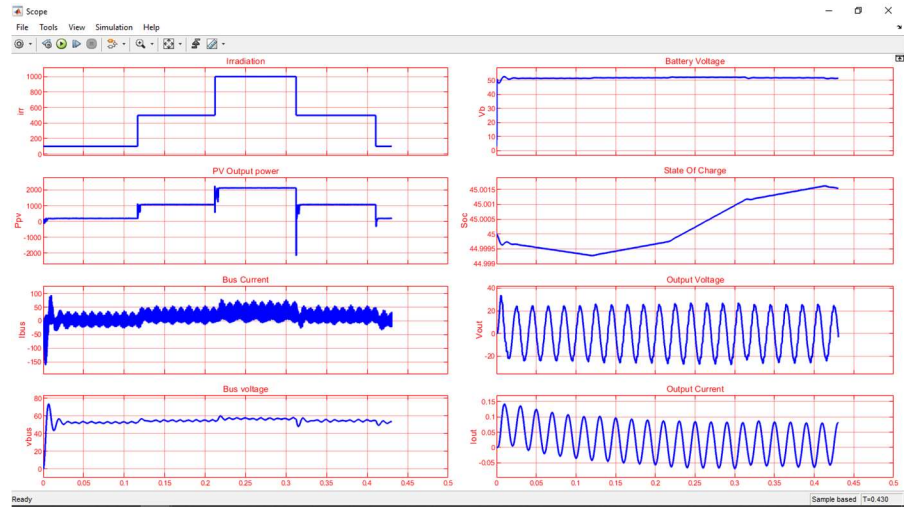 Scope
File Tools View Simulation Help
Irradiation
irr
1000
800
600
400
200
0
PV Output power
Ppv
2000
1000
0
-1000
-2000
Bus Current
Ibus
100
50
0
-50
-100
-150
Bus voltage
vbus
80
60
40
20
0
0 0.05 0.1 0.15 0.2 0.25 0.3 0.35 0.4 0.45 0.5
Battery Voltage
Vb
50
40
30
20
10
0
State Of Charge
Soc
45.0015
45.001
45.0005
45
44.9995
44.999
Output Voltage
Vout
40
20
0
-20
Output Current
Iout
0.15
0.1
0.05
0
-0.05
0 0.05 0.1 0.15 0.2 0.25 0.3 0.35 0.4 0.45 0.5
Ready
Sample based T=0.430